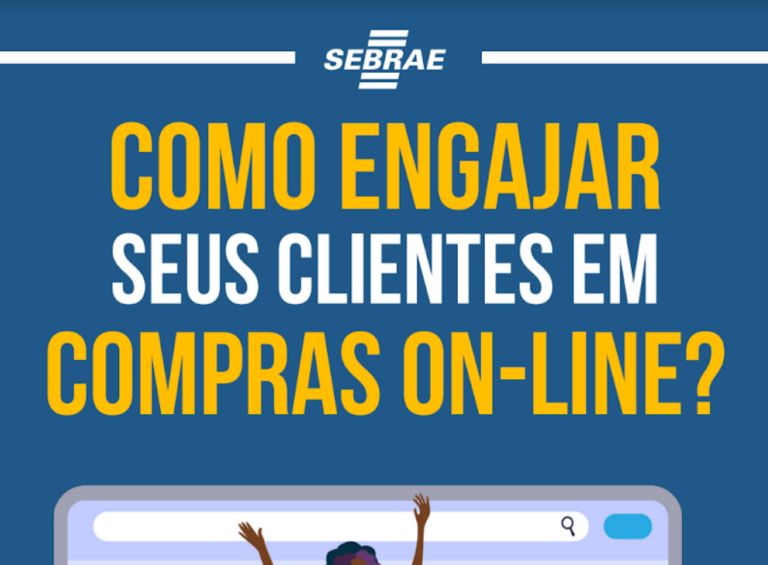 SEBRAE
COMO ENGAJAR
SEUS CLIENTES EM
COMPRAS ON-LINE?